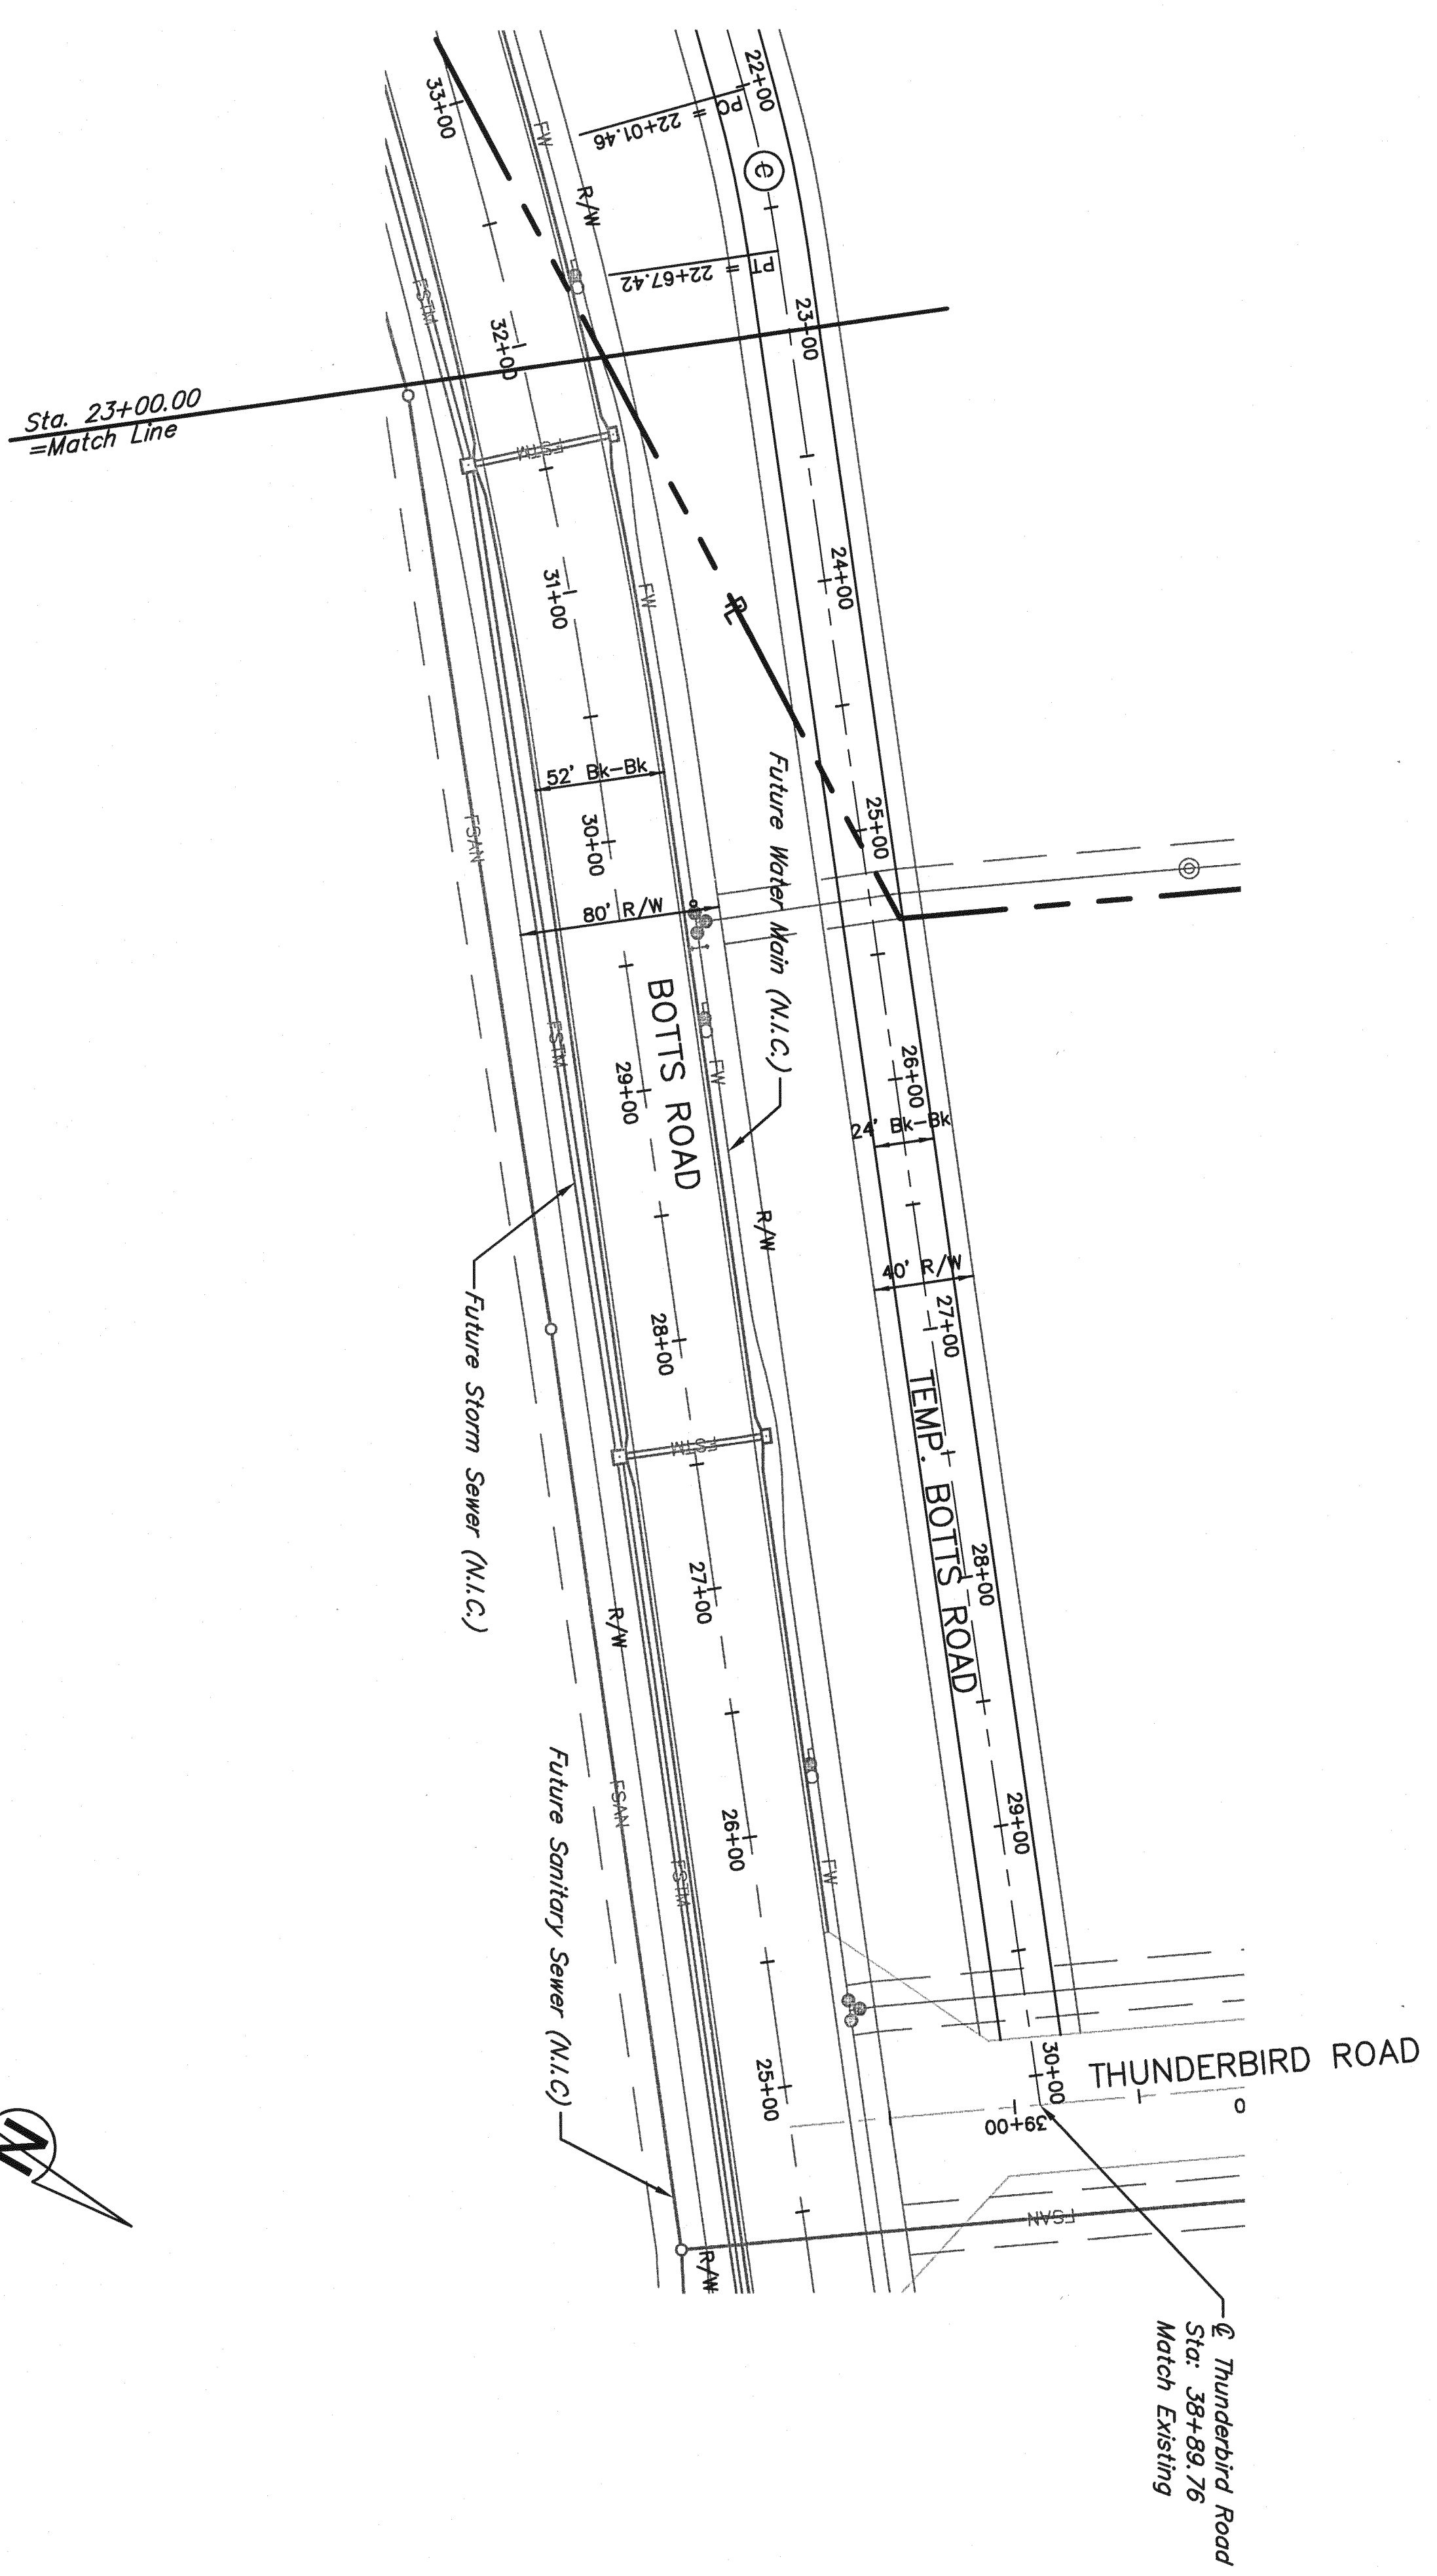 22+00
PC = 22+01.46
e
PT = 22+67.42
23+00
24+00
25+00
26+00
24' Bk-Bk
40' R/W
27+00
TEMP. BOTTS ROAD
28+00
29+00
30+00
THUNDERBIRD ROAD
39+00
FSAN
℄ Thunderbird Road
Sta: 38+89.76
Match Existing
33+00
FW
R/W
FSTM
32+00
Sta. 23+00.00
=Match Line
FSTM
31+00
FW
PL
52' Bk-Bk
Future Water Main (N.I.C.)
FSAN
30+00
80' R/W
BOTTS ROAD
FSTM
29+00
FW
R/W
28+00
Future Storm Sewer (N.I.C.)
FSTM
27+00
R/W
FSAN
26+00
FSTM
FW
Future Sanitary Sewer (N.I.C)
25+00
R/W
N